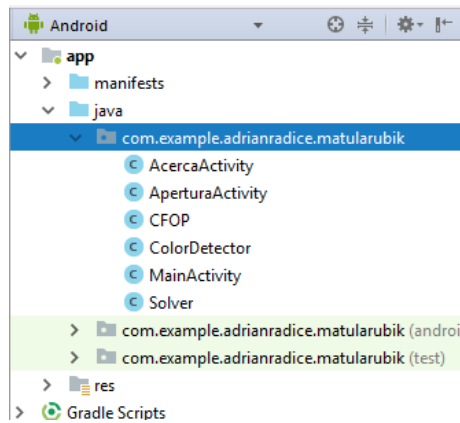 Android
app
manifests
java
com.example.adrianradice.matularubik
AcercaActivity
AperturaActivity
CFOP
ColorDetector
MainActivity
Solver
com.example.adrianradice.matularubik (androi
com.example.adrianradice.matularubik (test)
res
Gradle Scripts